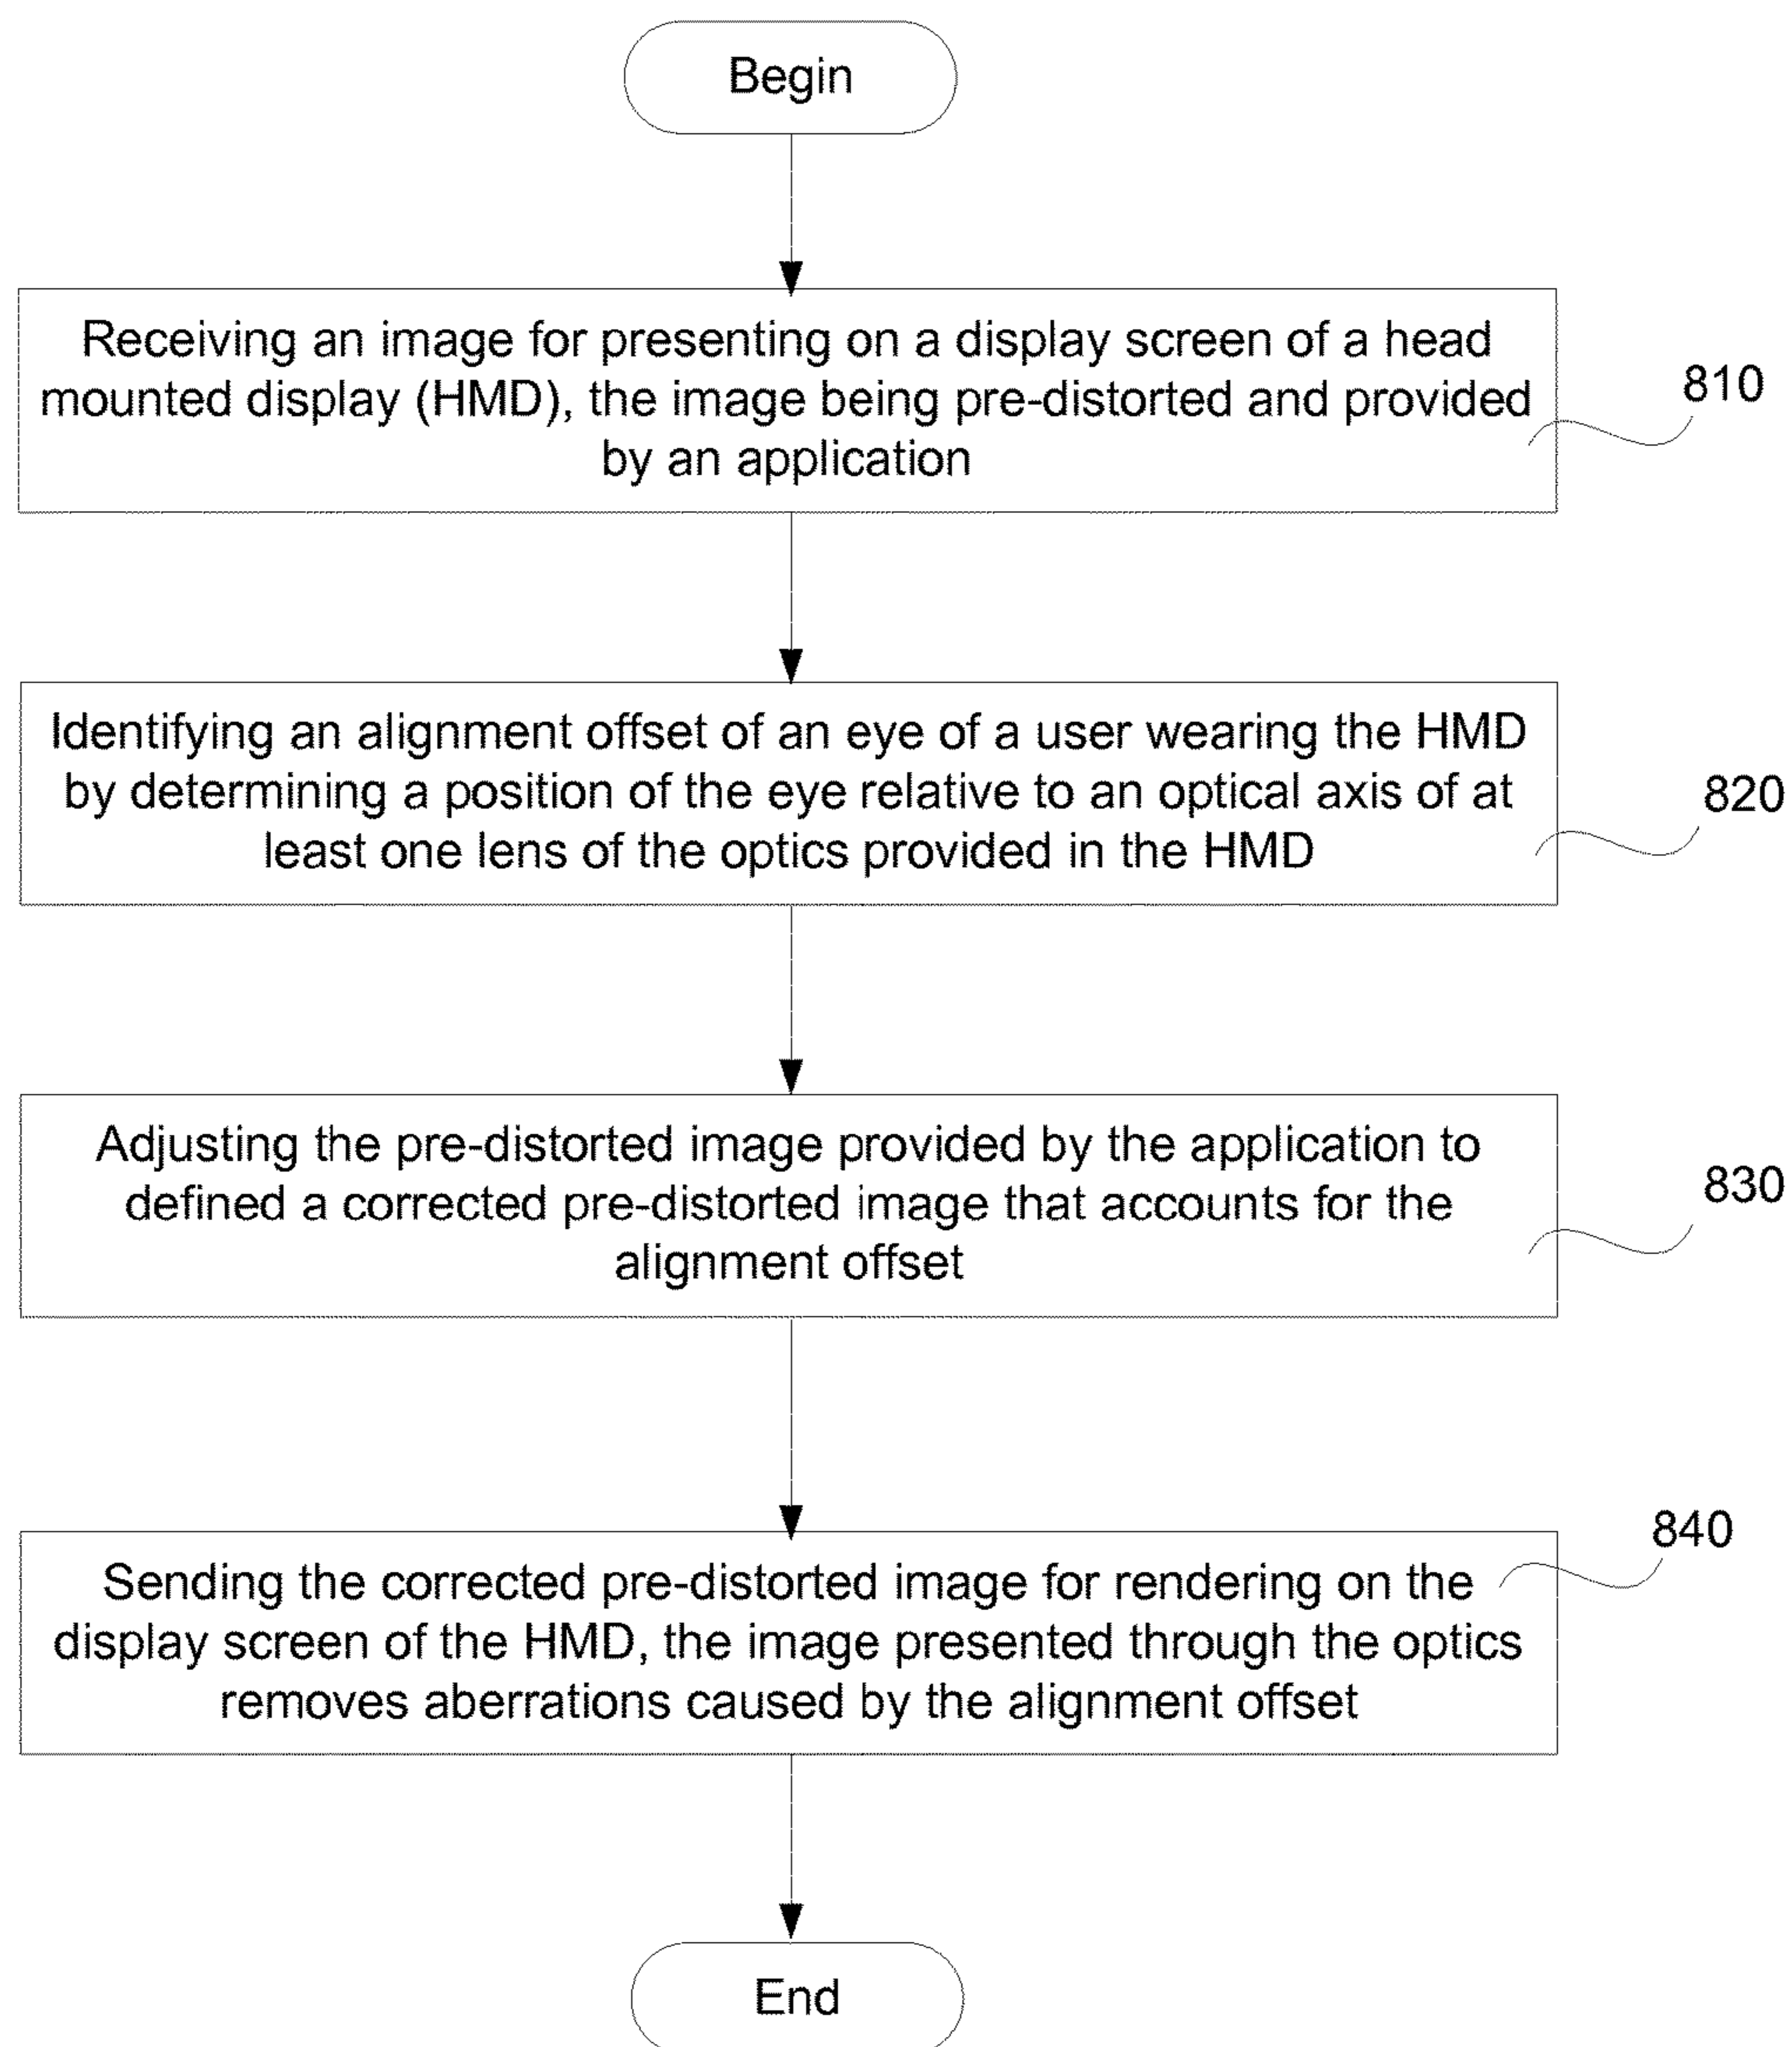 Begin
Receiving an image for presenting on a display screen of a head
mounted display (HMD), the image being pre-distorted and provided
by an application
810
Identifying an alignment offset of an eye of a user wearing the HMD
by determining a position of the eye relative to an optical axis of at
least one lens of the optics provided in the HMD
820
Adjusting the pre-distorted image provided by the application to
defined a corrected pre-distorted image that accounts for the
alignment offset
830
Sending the corrected pre-distorted image for rendering on the
display screen of the HMD, the image presented through the optics
removes aberrations caused by the alignment offset
840
End